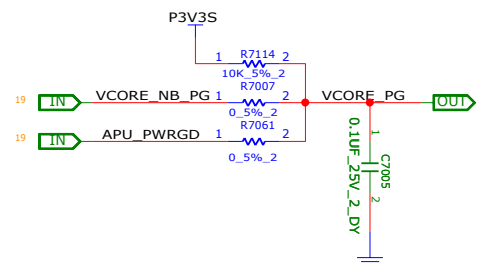 P3V3S
1 R7114 2
10K_5%_2
19 IN VCORE_NB_PG 1 R7007 2 VCORE_PG OUT
0_5%_2
19 IN APU_PWRGD 1 R7061 2
0_5%_2
1
0.1UF_25V_2_DY
C7005
2